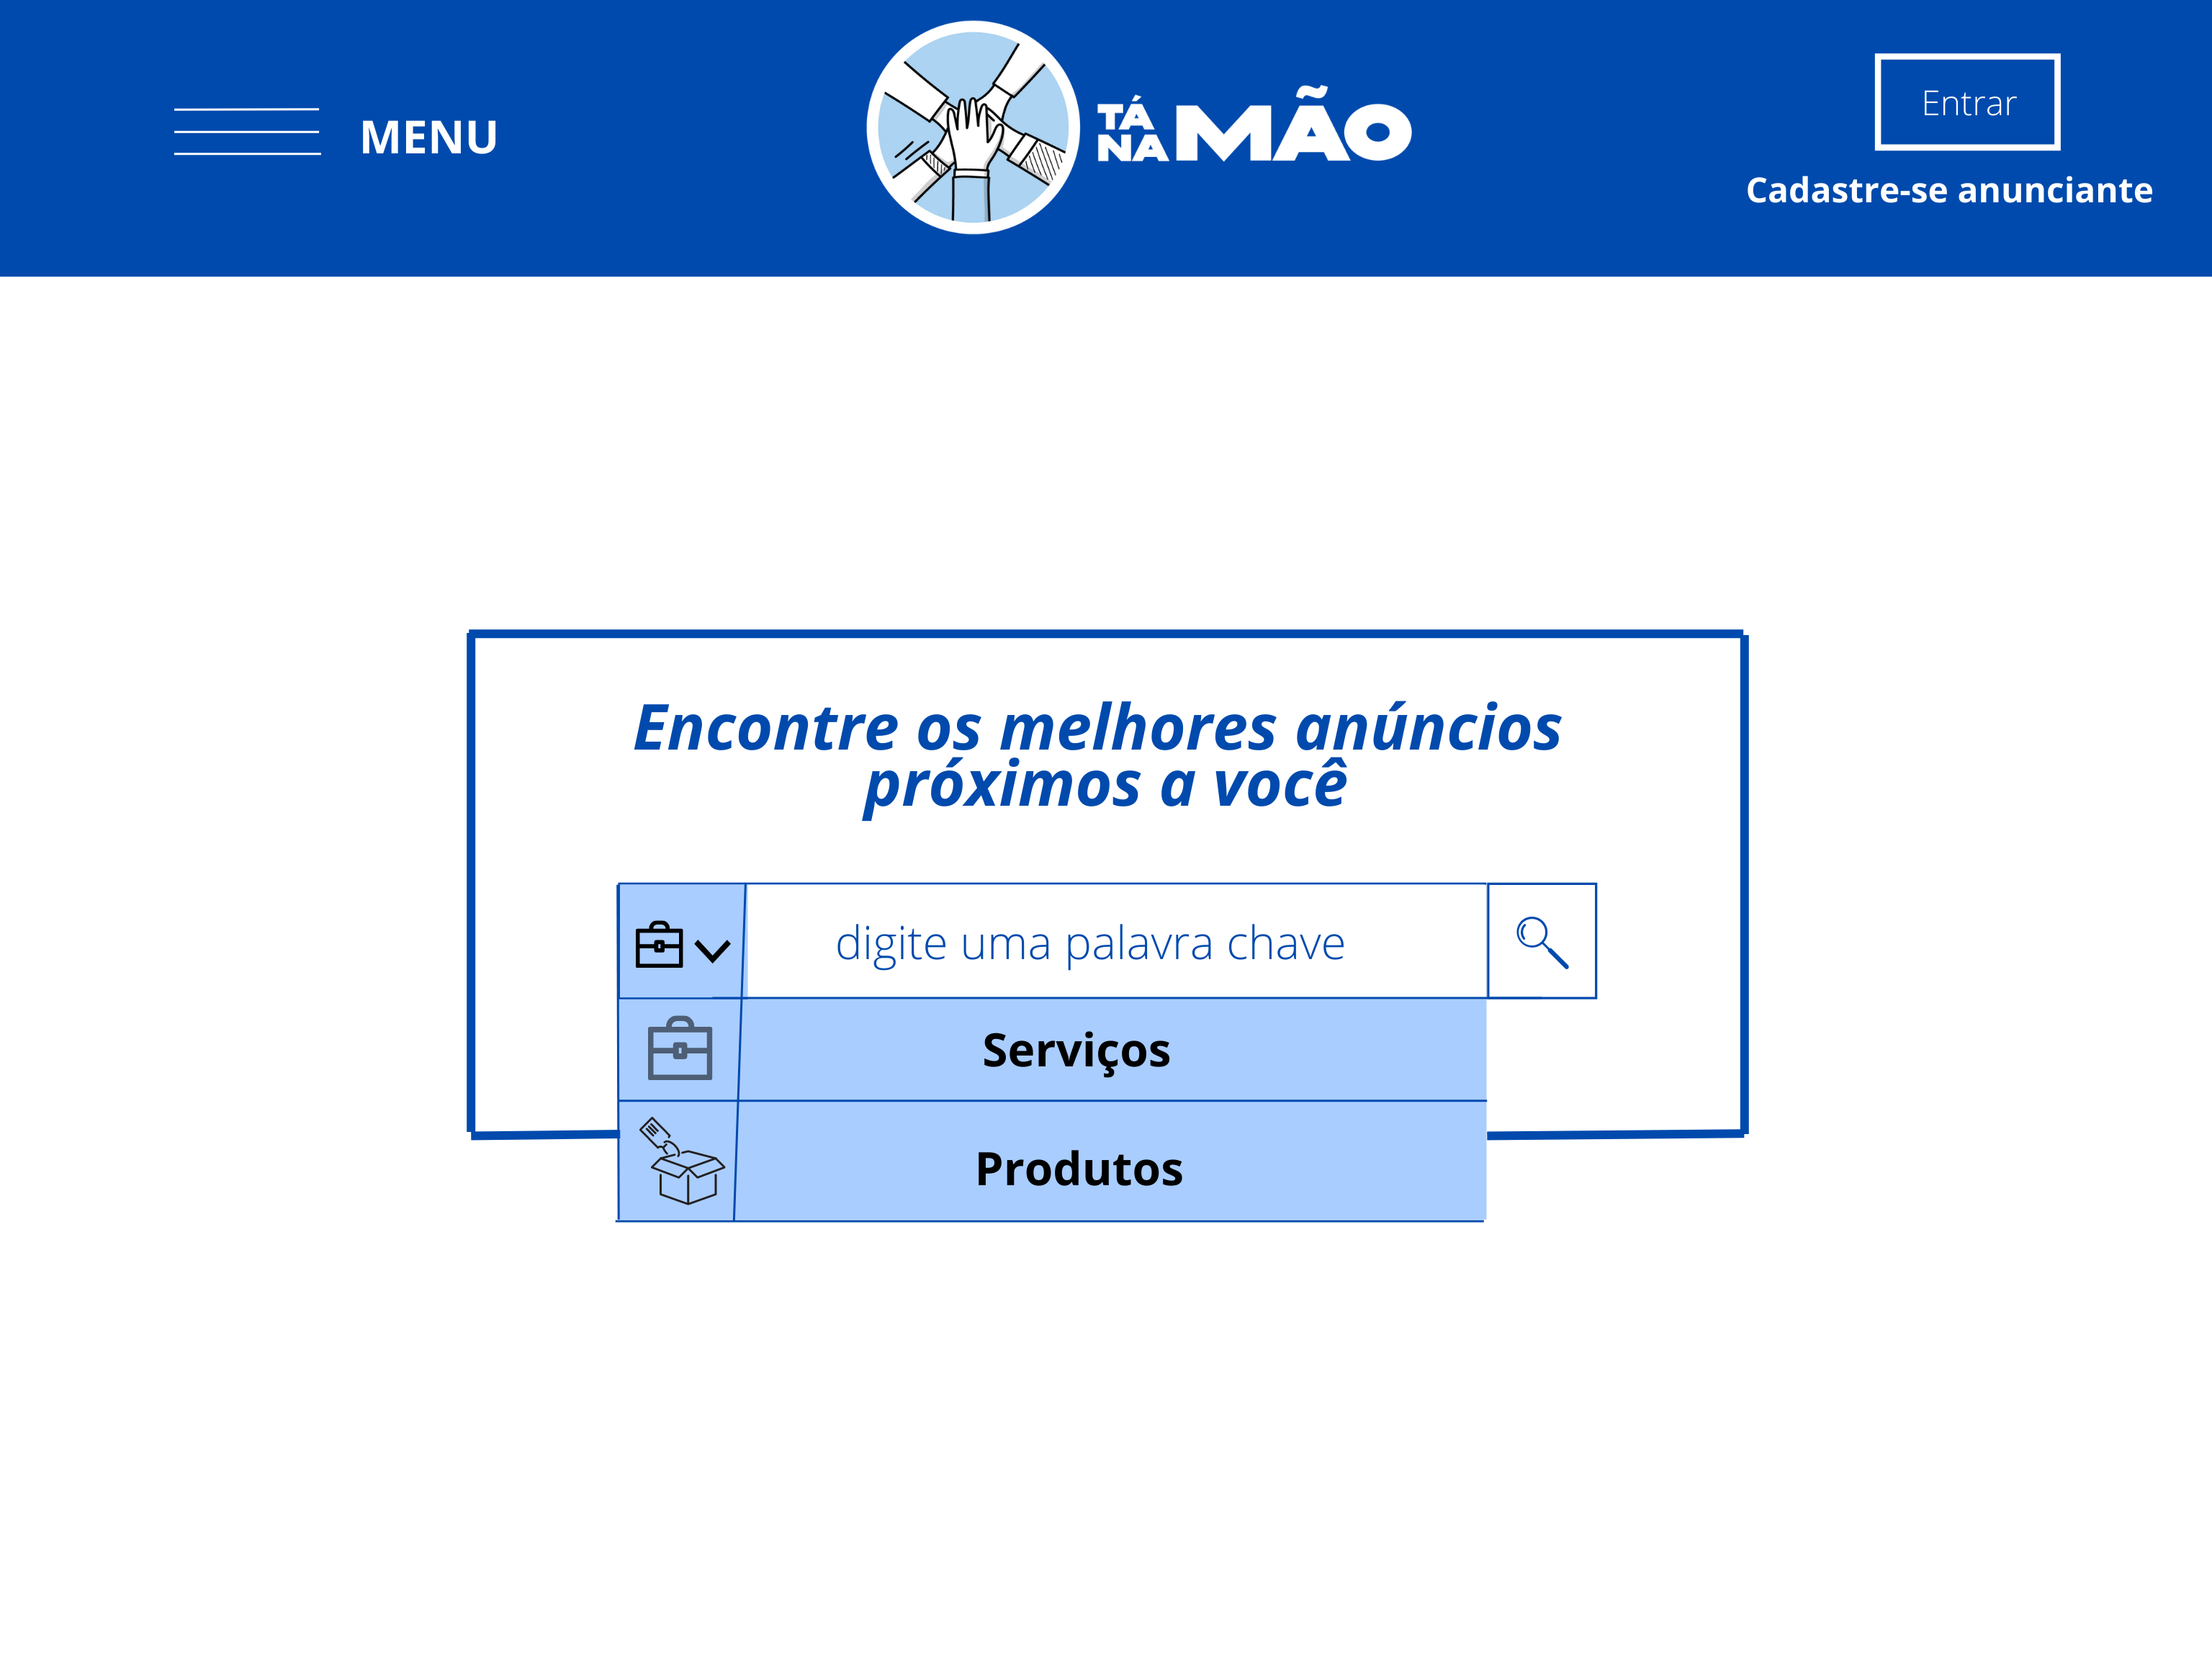 MENU
TÁ
NA MÃO
Entrar
Cadastre-se anunciante
Encontre os melhores anúncios
próximos a você
digite uma palavra chave
Serviços
Produtos